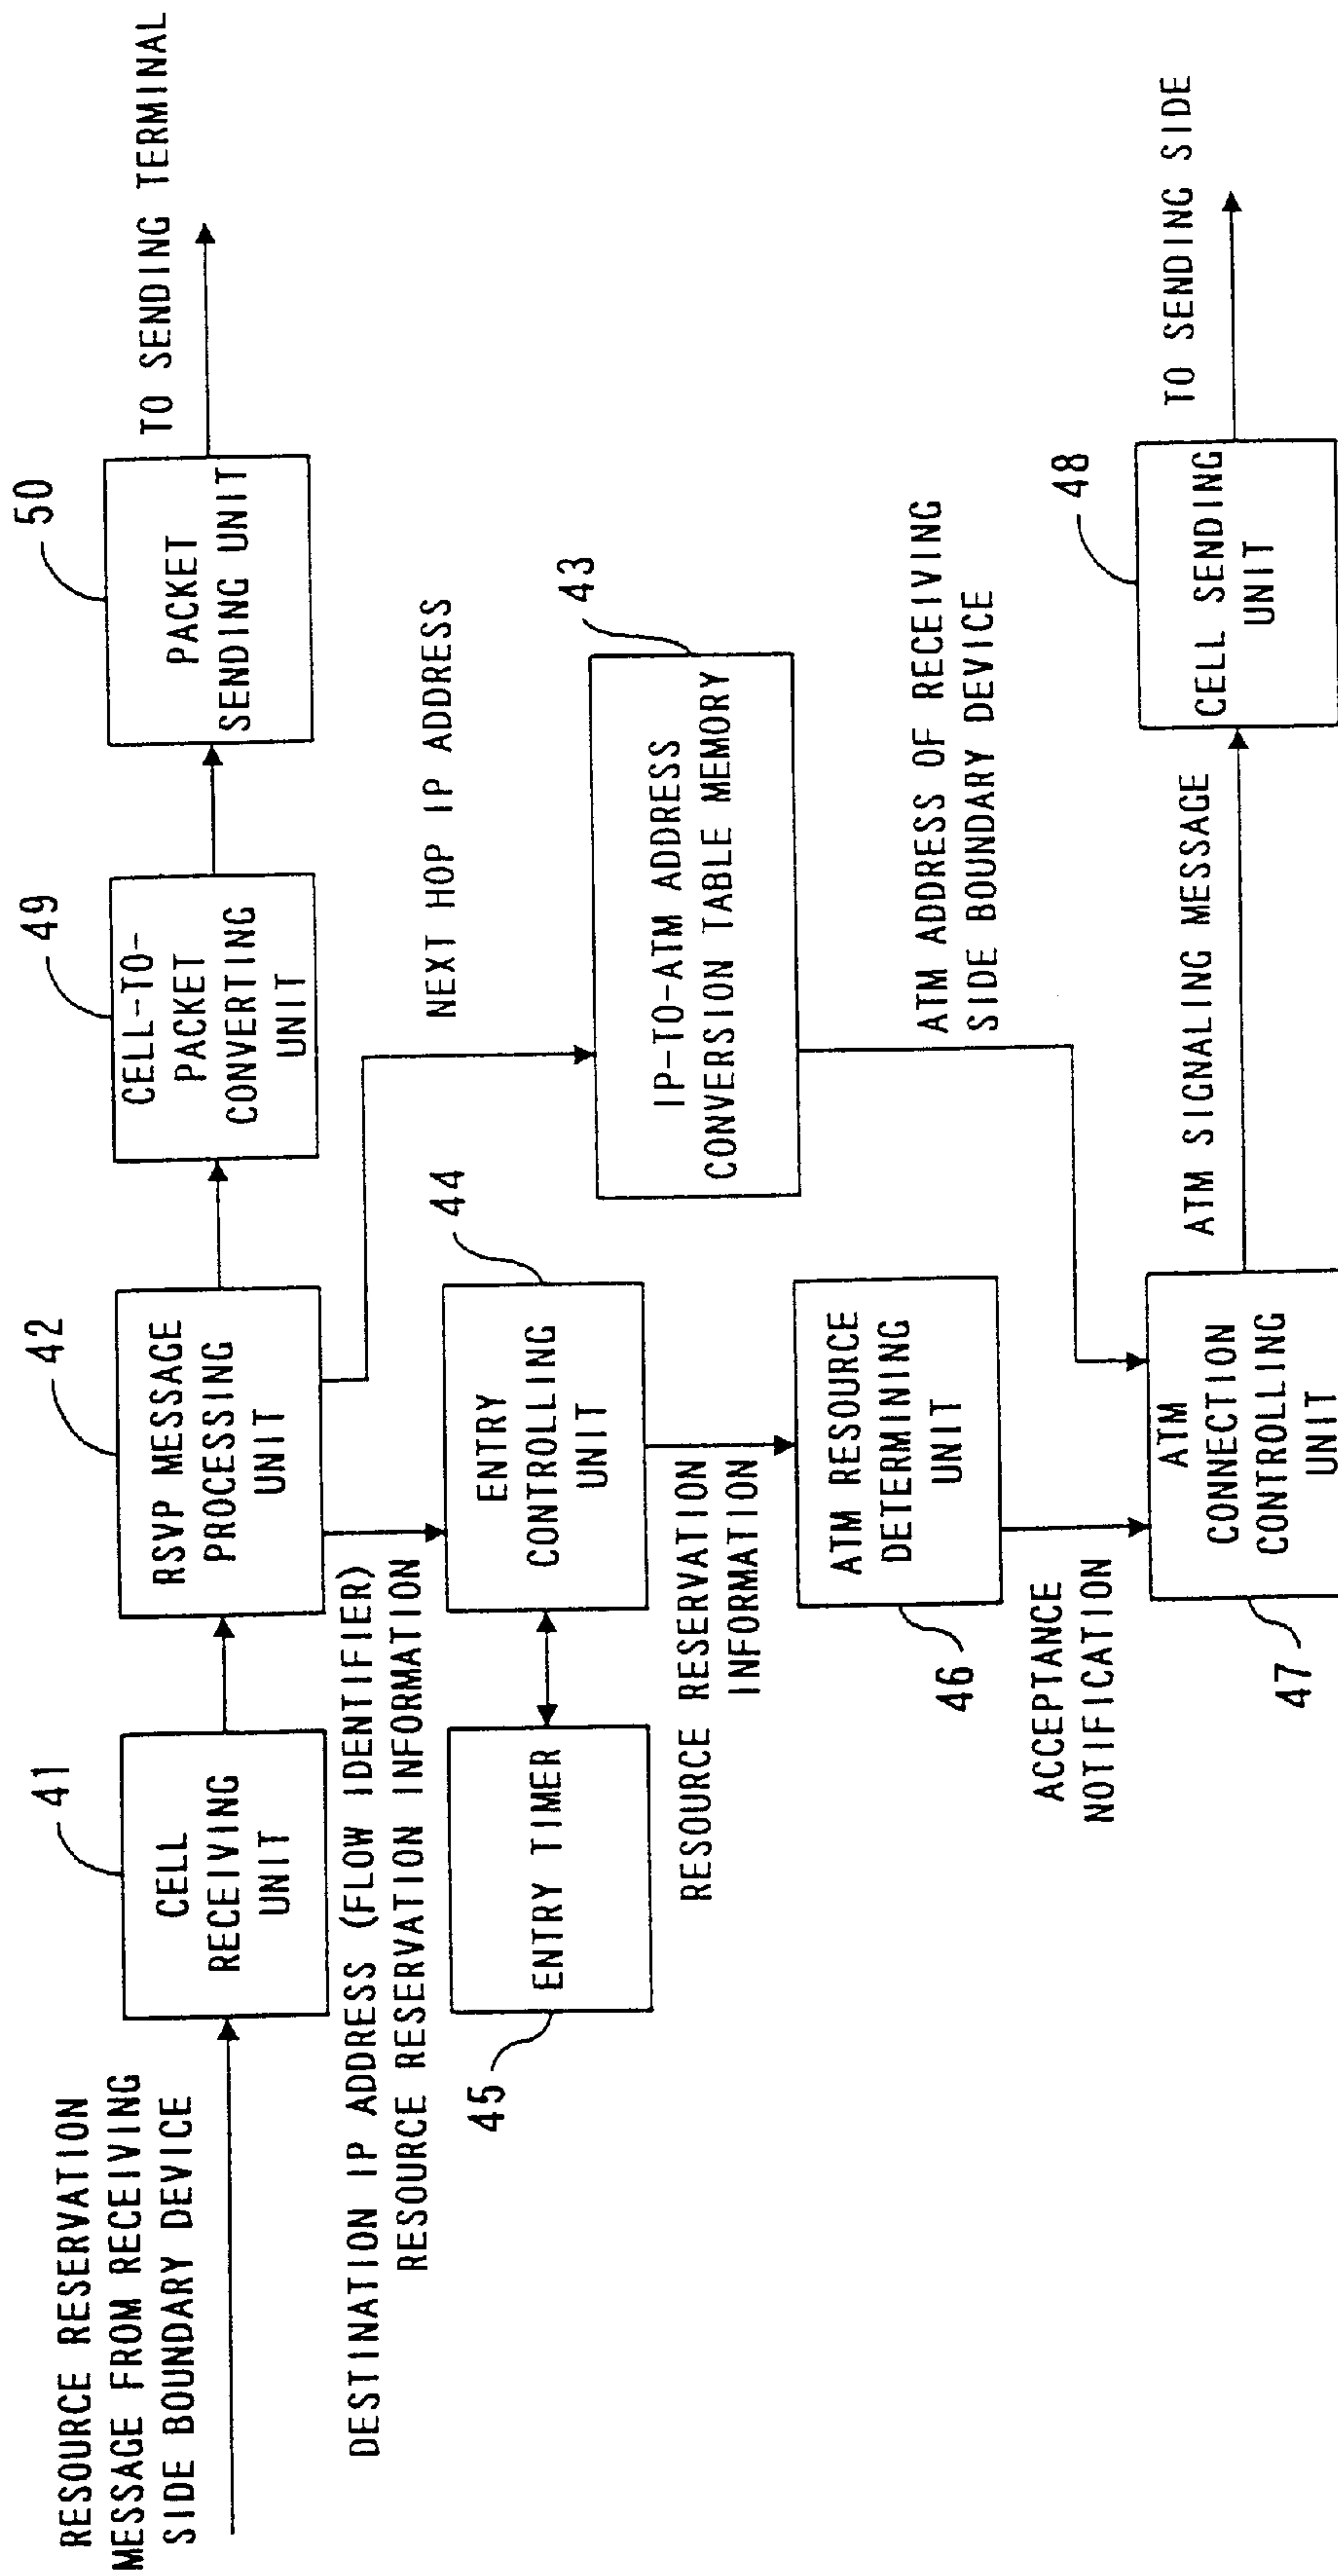 RESOURCE RESERVATION
MESSAGE FROM RECEIVING
SIDE BOUNDARY DEVICE
41
CELL
RECEIVING
UNIT
42
RSVP MESSAGE
PROCESSING
UNIT
49
CELL-TO-
PACKET
CONVERTING
UNIT
50
PACKET
SENDING UNIT
TO SENDING TERMINAL
DESTINATION IP ADDRESS (FLOW IDENTIFIER)
RESOURCE RESERVATION INFORMATION
NEXT HOP IP ADDRESS
45
ENTRY TIMER
44
ENTRY
CONTROLLING
UNIT
43
IP-TO-ATM ADDRESS
CONVERSION TABLE MEMORY
RESOURCE RESERVATION
INFORMATION
46
ATM RESOURCE
DETERMINING
UNIT
ATM ADDRESS OF RECEIVING
SIDE BOUNDARY DEVICE
ACCEPTANCE
NOTIFICATION
47
ATM
CONNECTION
CONTROLLING
UNIT
ATM SIGNALING MESSAGE
48
CELL SENDING
UNIT
TO SENDING SIDE